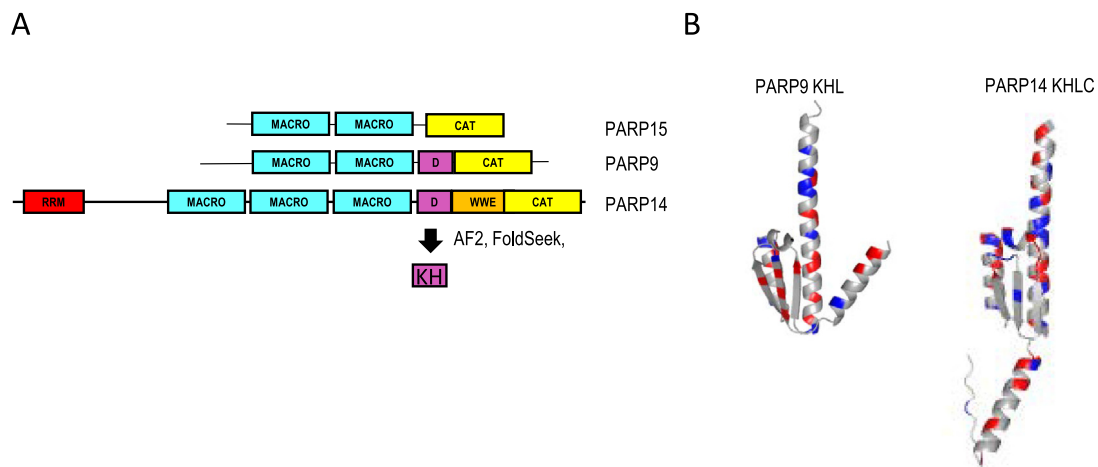 A
B
PARP9 KHL
PARP14 KHLC
MACRO MACRO CAT PARP15
MACRO MACRO D CAT PARP9
RRM MACRO MACRO MACRO D WWE CAT PARP14
AF2, FoldSeek,
KH